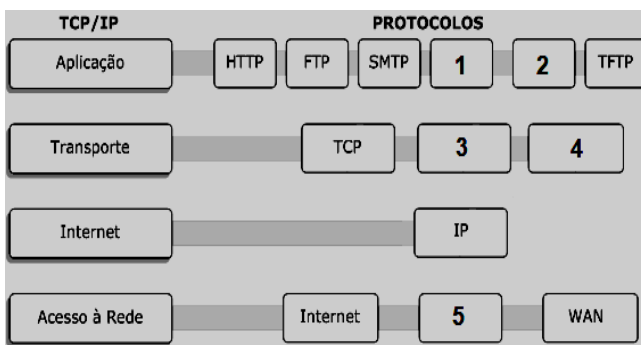 TCP/IP PROTOCOLOS
Aplicação HTTP FTP SMTP 1 2 TFTP
Transporte TCP 3 4
Internet IP
Acesso à Rede Internet 5 WAN